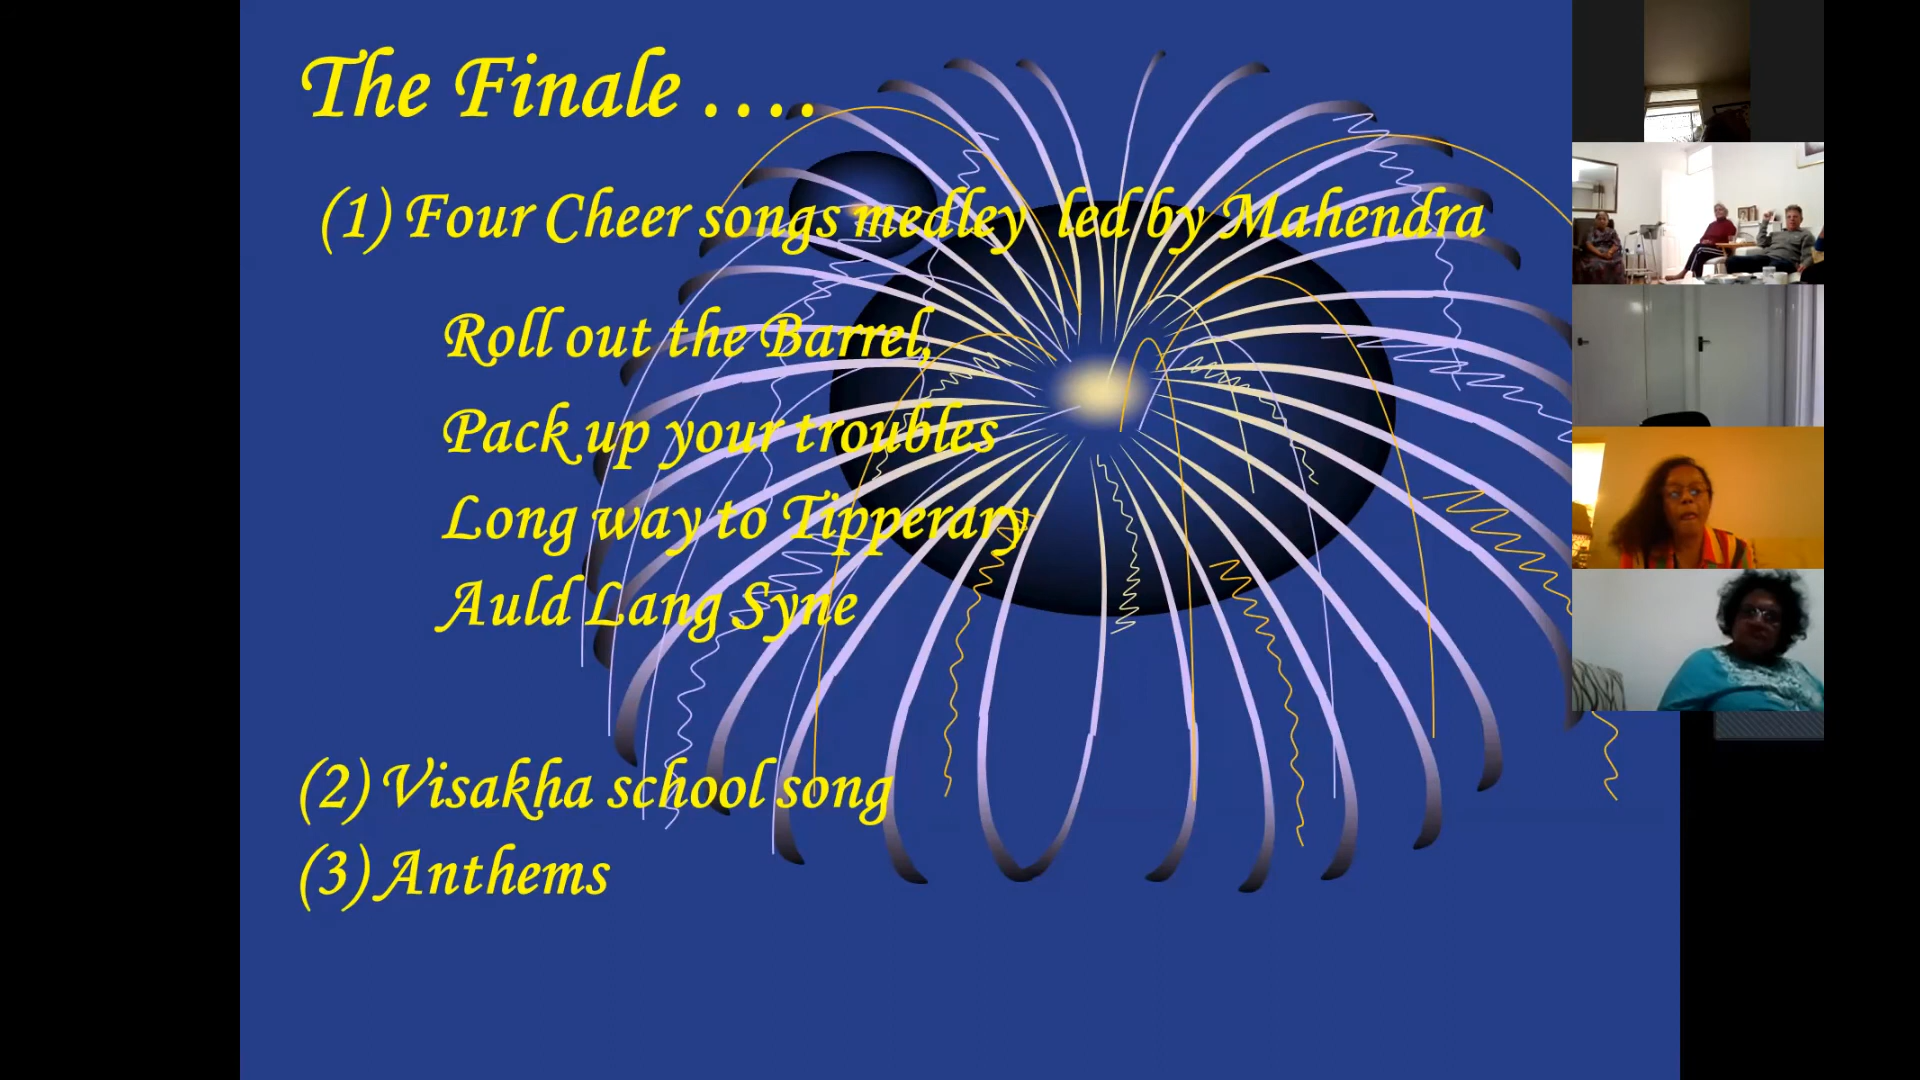 The Finale ....
(1) Four Cheer songs medley led by Mahendra
Roll out the Barrel,
Pack up your troubles
Long way to Tipperary
Auld Lang Syne
(2) Visakha school song
(3) Anthems